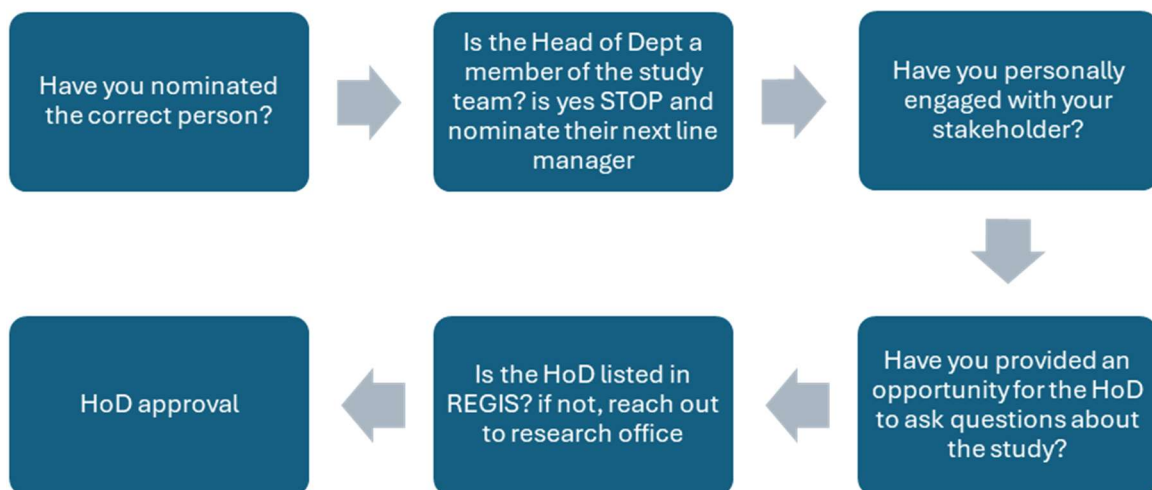 Have you nominated
the correct person?
Is the Head of Dept a
member of the study
team? is yes STOP and
nominate their next line
manager
Have you personally
engaged with your
stakeholder?
Have you provided an
opportunity for the HoD
to ask questions about
the study?
Is the HoD listed in
REGIS? if not, reach out
to research office
HoD approval